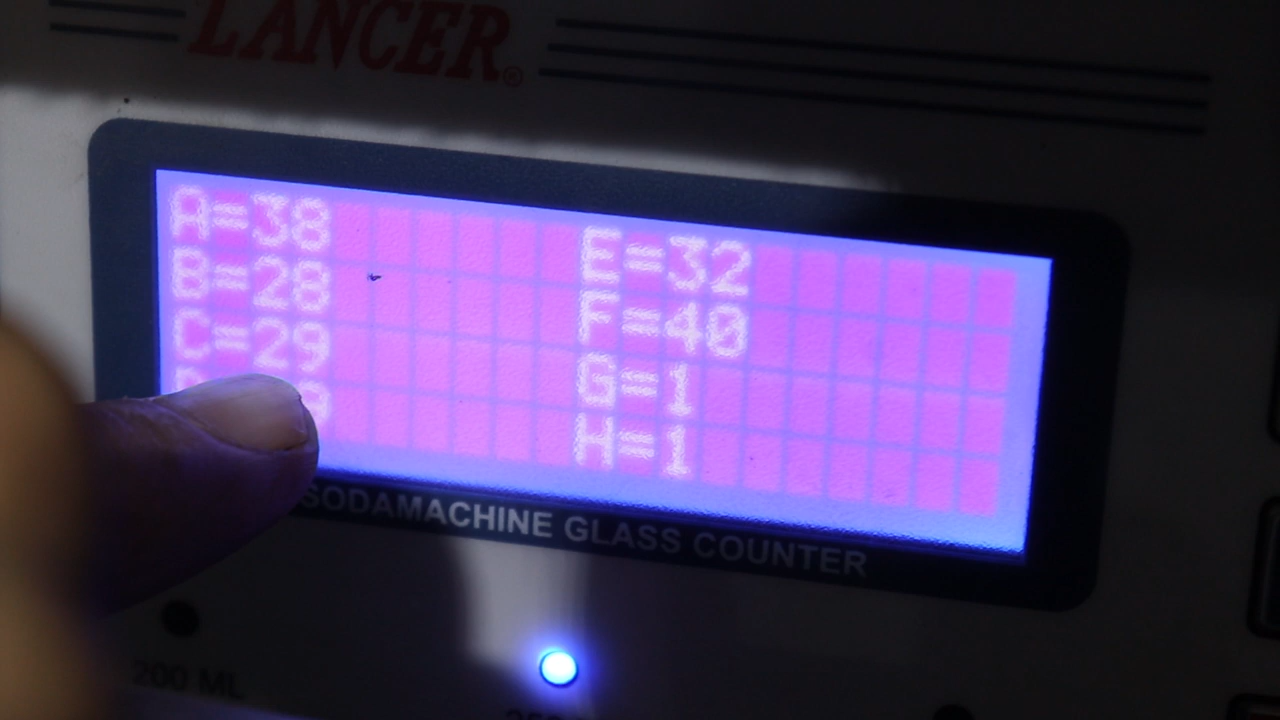 LANCER®
A=38
B=28
C=29
E=32
F=40
G=1
H=1
SODAMACHINE GLASS COUNTER
200 ML